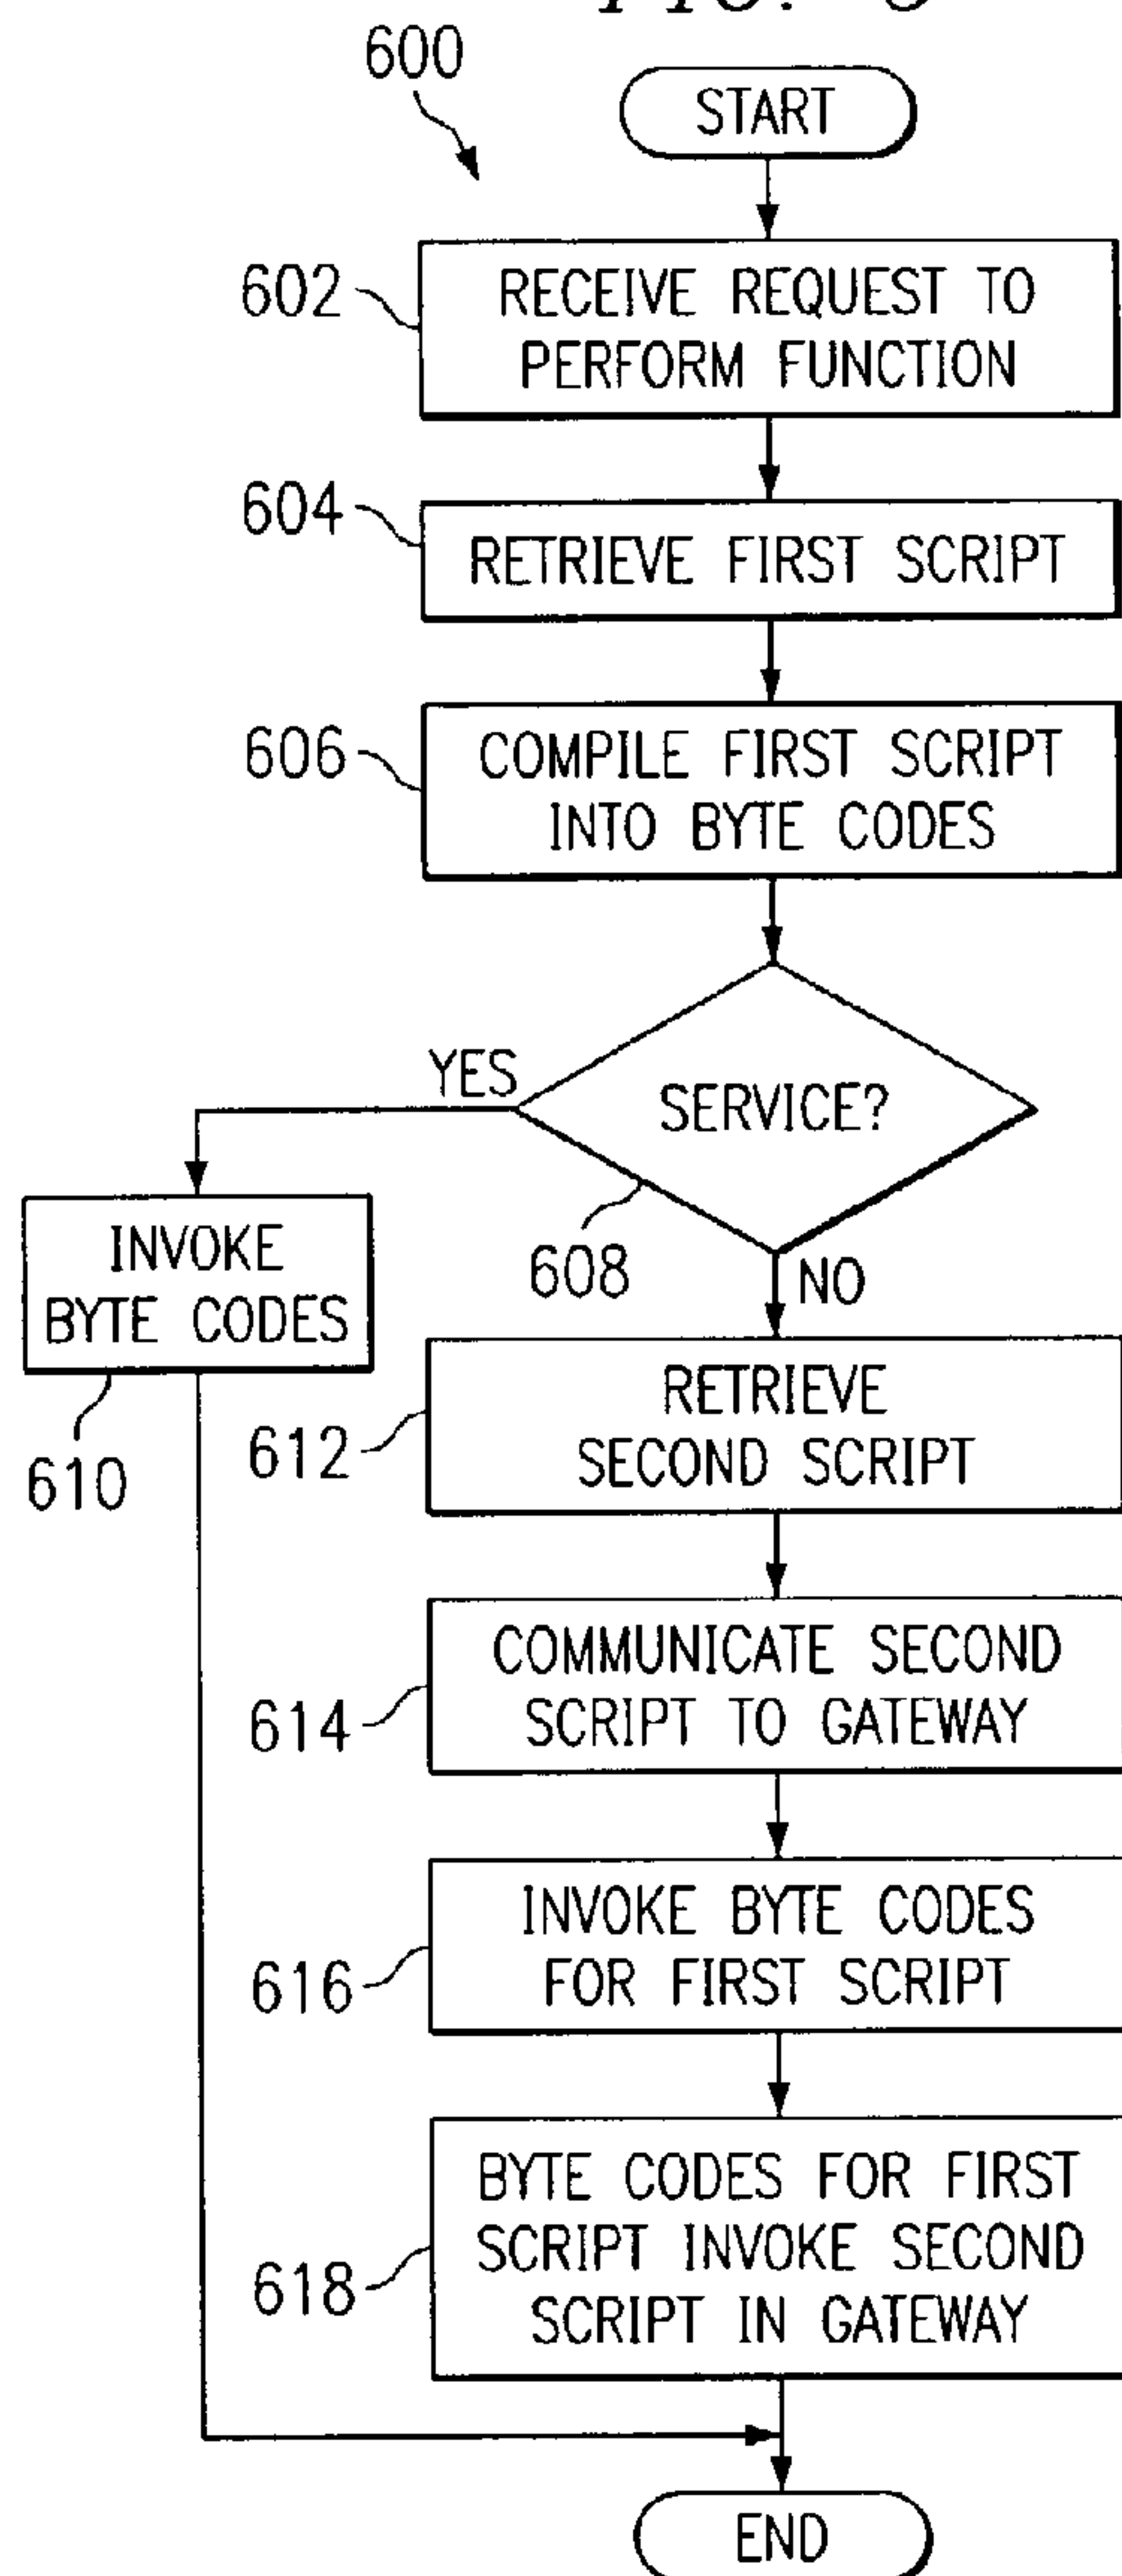 600
START
602
RECEIVE REQUEST TO
PERFORM FUNCTION
604
RETRIEVE FIRST SCRIPT
606
COMPILE FIRST SCRIPT
INTO BYTE CODES
YES
SERVICE?
608
NO
INVOKE
BYTE CODES
610
612
RETRIEVE
SECOND SCRIPT
614
COMMUNICATE SECOND
SCRIPT TO GATEWAY
616
INVOKE BYTE CODES
FOR FIRST SCRIPT
618
BYTE CODES FOR FIRST
SCRIPT INVOKE SECOND
SCRIPT IN GATEWAY
END